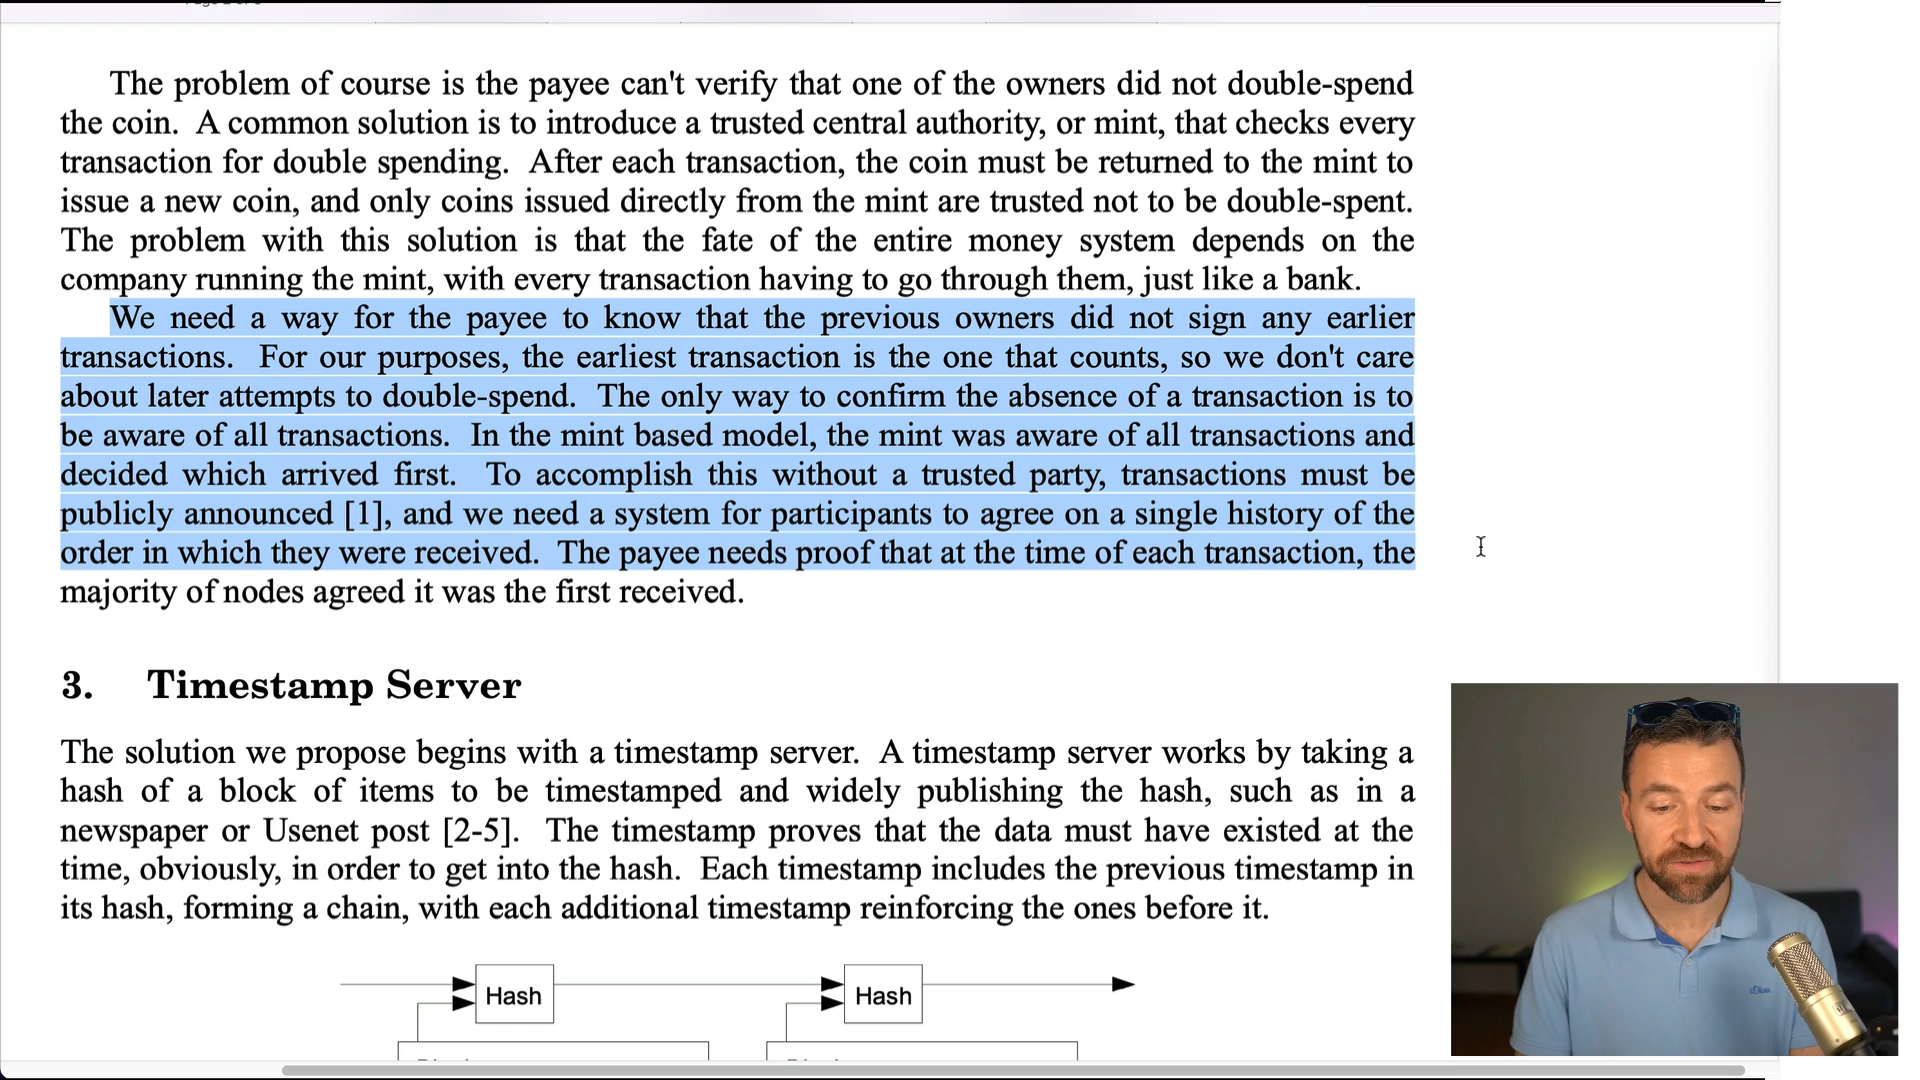 The problem of course is the payee can't verify that one of the owners did not double-spend
the coin. A common solution is to introduce a trusted central authority, or mint, that checks every
transaction for double spending. After each transaction, the coin must be returned to the mint to
issue a new coin, and only coins issued directly from the mint are trusted not to be double-spent.
The problem with this solution is that the fate of the entire money system depends on the
company running the mint, with every transaction having to go through them, just like a bank.
We need a way for the payee to know that the previous owners did not sign any earlier
transactions. For our purposes, the earliest transaction is the one that counts, so we don't care
about later attempts to double-spend. The only way to confirm the absence of a transaction is to
be aware of all transactions. In the mint based model, the mint was aware of all transactions and
decided which arrived first. To accomplish this without a trusted party, transactions must be
publicly announced [1], and we need a system for participants to agree on a single history of the
order in which they were received. The payee needs proof that at the time of each transaction, the
majority of nodes agreed it was the first received.
3. Timestamp Server
The solution we propose begins with a timestamp server. A timestamp server works by taking a
hash of a block of items to be timestamped and widely publishing the hash, such as in a
newspaper or Usenet post [2-5]. The timestamp proves that the data must have existed at the
time, obviously, in order to get into the hash. Each timestamp includes the previous timestamp in
its hash, forming a chain, with each additional timestamp reinforcing the ones before it.
Hash Hash